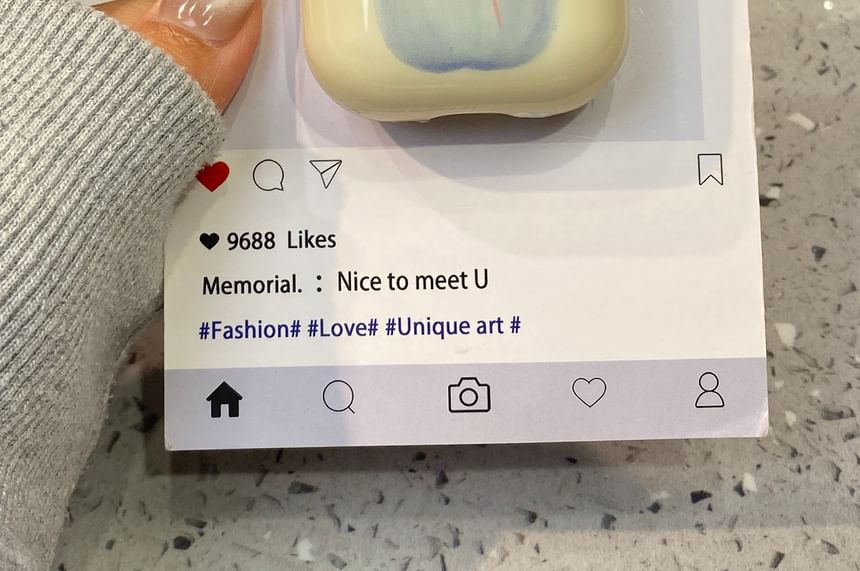 9688 Likes
Memorial. : Nice to meet U
#Fashion# #Love# #Unique art #